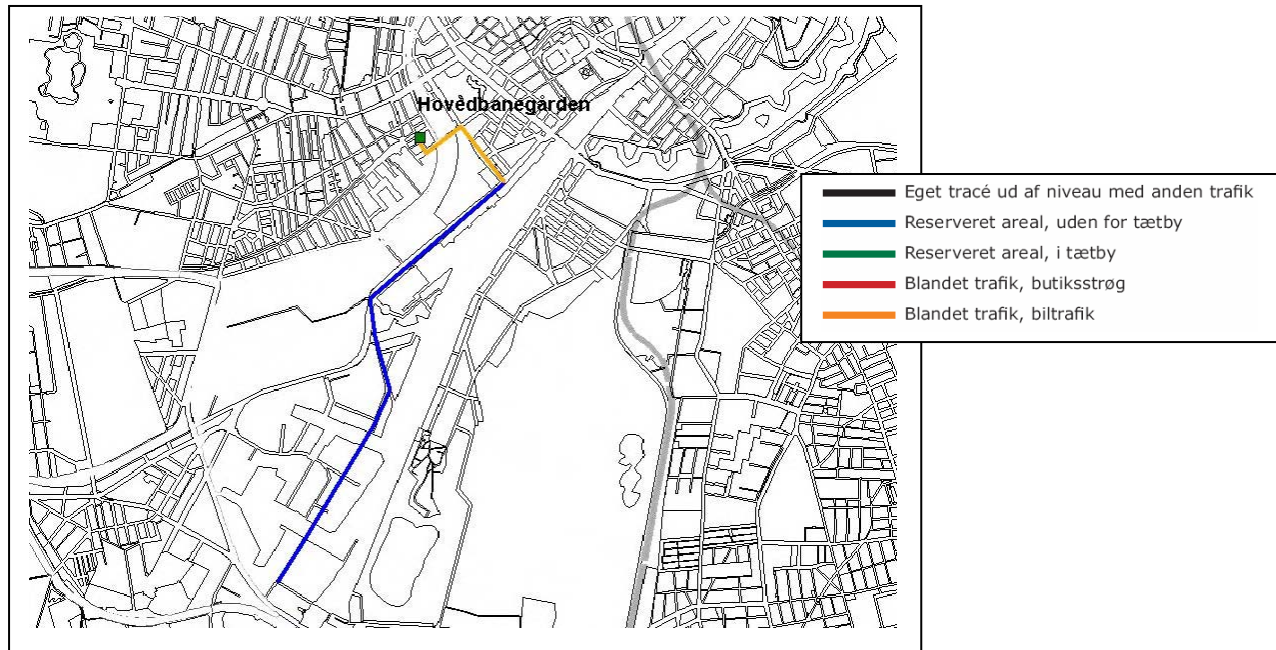 Hovedbanegården
Eget tracé ud af niveau med anden trafik
Reserveret areal, uden for tætby
Reserveret areal, i tætby
Blandet trafik, butiksstrøg
Blandet trafik, biltrafik